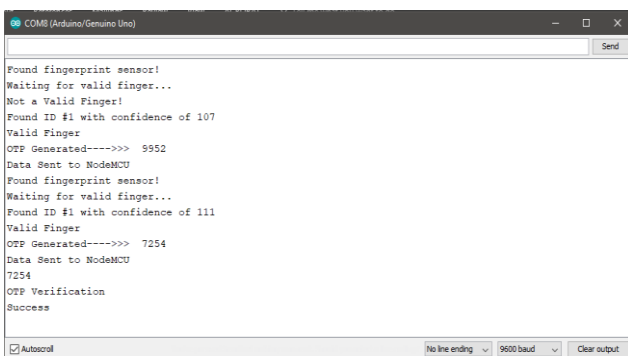 COM8 (Arduino/Genuino Uno)
Send
Found fingerprint sensor!
Waiting for valid finger...
Not a Valid Finger!
Found ID #1 with confidence of 107
Valid Finger
OTP Generated---->>>  9952
Data Sent to NodeMCU
Found fingerprint sensor!
Waiting for valid finger...
Found ID #1 with confidence of 111
Valid Finger
OTP Generated---->>>  7254
Data Sent to NodeMCU
7254
OTP Verification
Success
Autoscroll No line ending 9600 baud Clear output